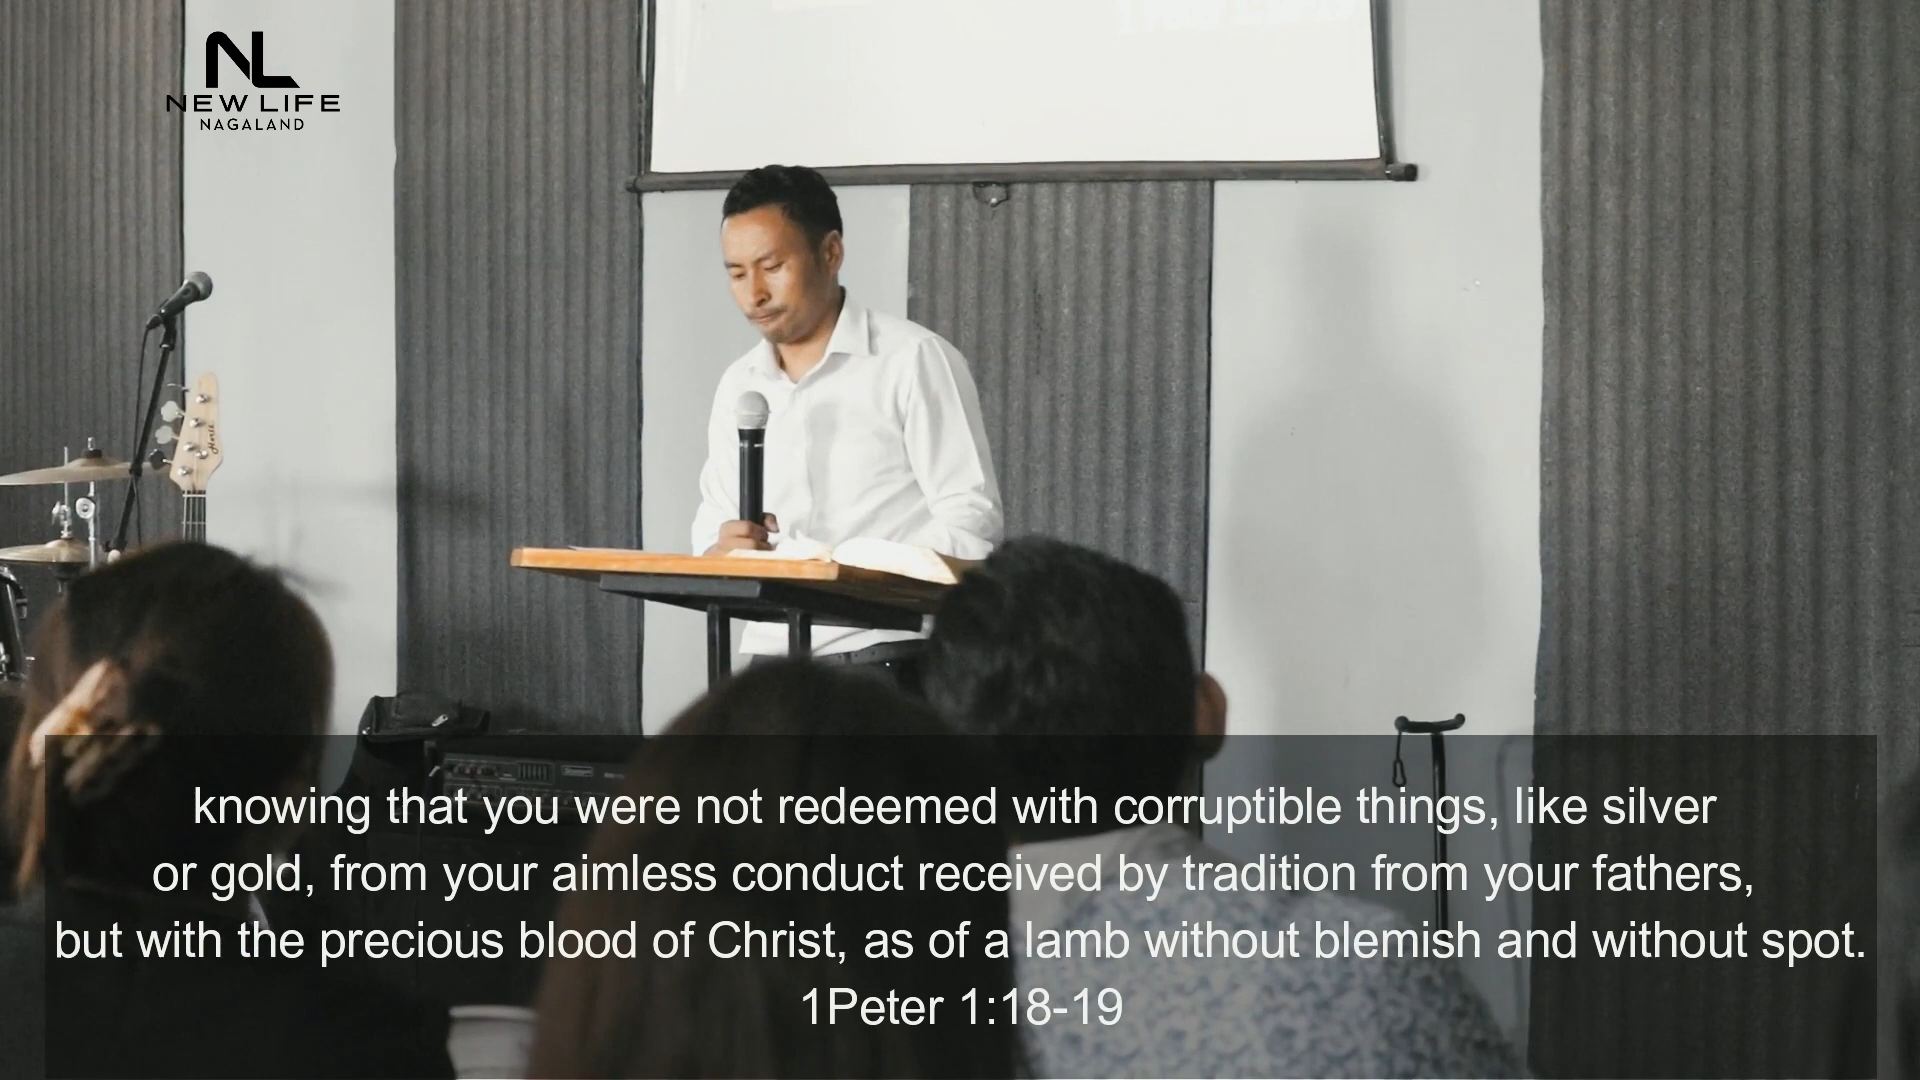 NL
NEW LIFE
NAGALAND
knowing that you were not redeemed with corruptible things, like silver
or gold, from your aimless conduct received by tradition from your fathers,
but with the precious blood of Christ, as of a lamb without blemish and without spot.
1Peter 1:18-19